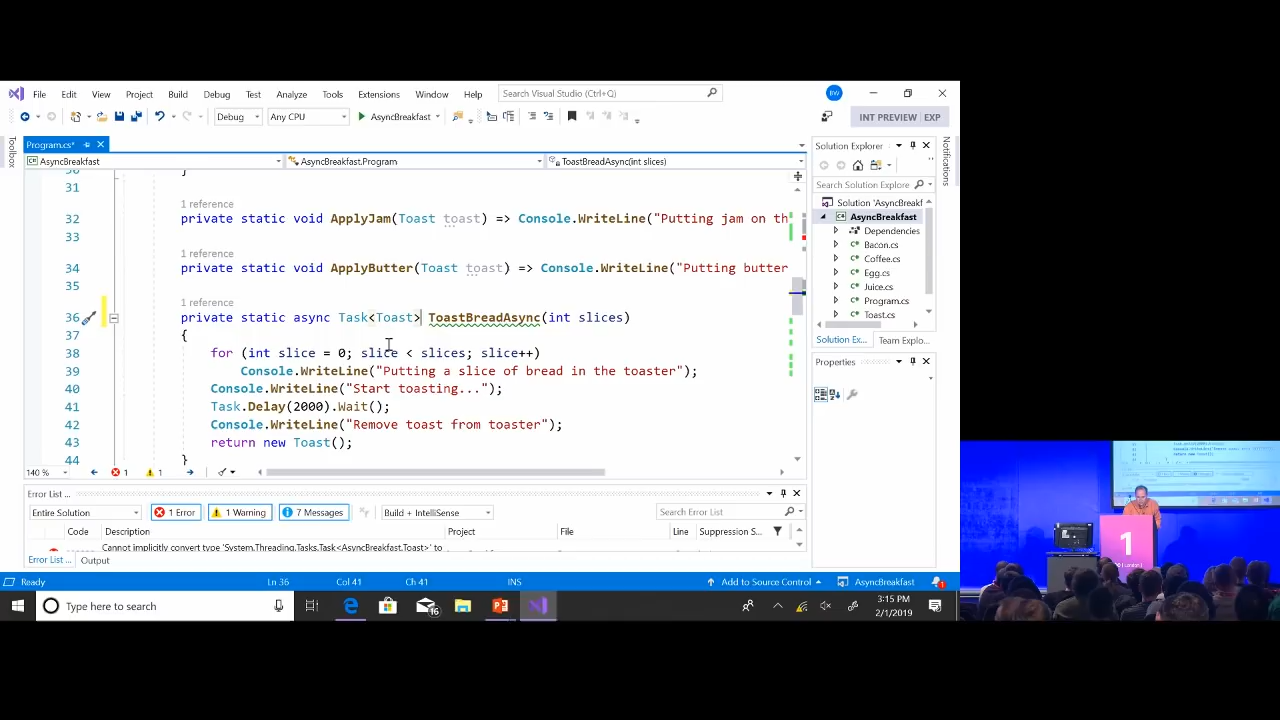 File Edit View Project Build Debug Test Analyze Tools Extensions Window Help Search Visual Studio (Ctrl+Q) BW
Debug Any CPU AsyncBreakfast INT PREVIEW EXP
Toolbox
Program.cs*
AsyncBreakfast AsyncBreakfast.Program ToastBreadAsync(int slices)
30 }
31
1 reference
32 private static void ApplyJam(Toast toast) => Console.WriteLine("Putting jam on th
33
1 reference
34 private static void ApplyButter(Toast toast) => Console.WriteLine("Putting butter
35
1 reference
36 private static async Task<Toast> ToastBreadAsync(int slices)
37 {
38 for (int slice = 0; slice < slices; slice++)
39 Console.WriteLine("Putting a slice of bread in the toaster");
40 Console.WriteLine("Start toasting...");
41 Task.Delay(2000).Wait();
42 Console.WriteLine("Remove toast from toaster");
43 return new Toast();
44 }
140 % 1 1
Solution Explorer
Search Solution Explore
Solution 'AsyncBreakf
AsyncBreakfast
Dependencies
Bacon.cs
Coffee.cs
Egg.cs
Juice.cs
Program.cs
Toast.cs
Solution Ex... Team Explo...
Properties
Notifications
Error List ...
Entire Solution 1 Error 1 Warning 7 Messages Build + IntelliSense Search Error List
Code Description Project File Line Suppression S...
Cannot implicitly convert type 'System.Threading.Tasks.Task<AsyncBreakfast.Toast>' to
Error List ... Output
Ready Ln 36 Col 41 Ch 41 INS Add to Source Control AsyncBreakfast 1
Type here to search 16 3:15 PM
2/1/2019
1